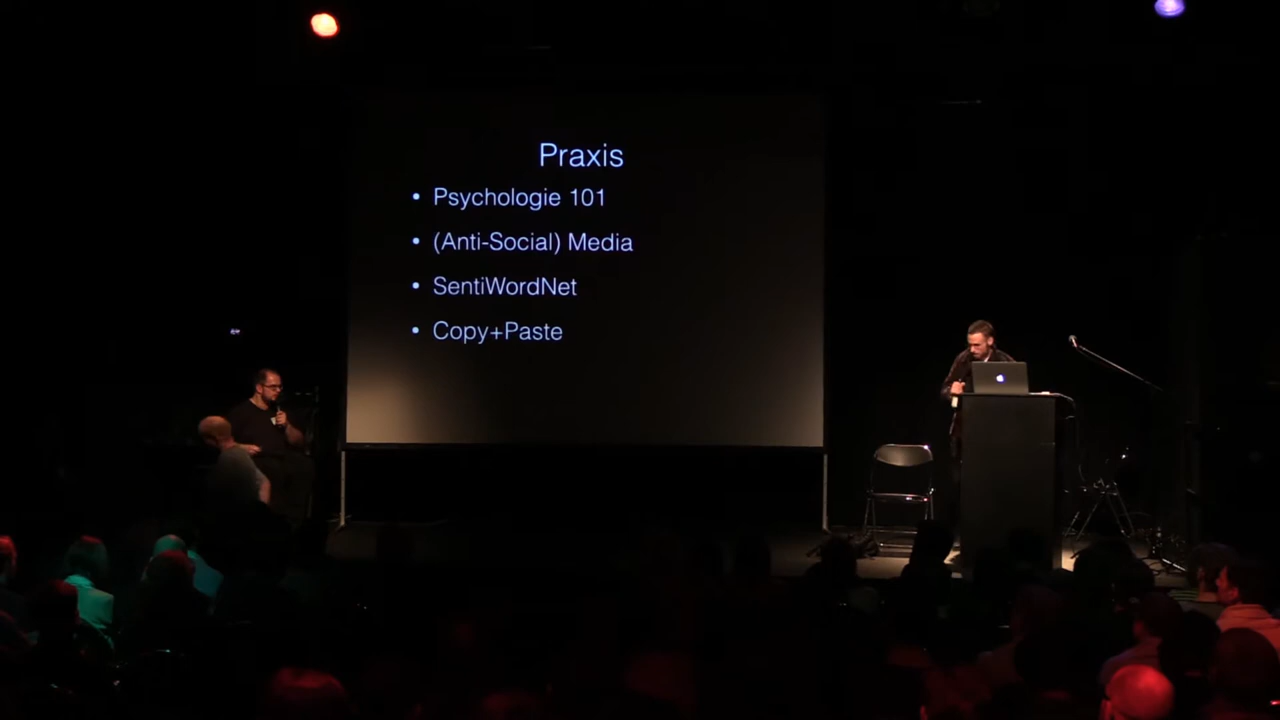 Praxis
• Psychologie 101
• (Anti-Social) Media
• SentiWordNet
• Copy+Paste